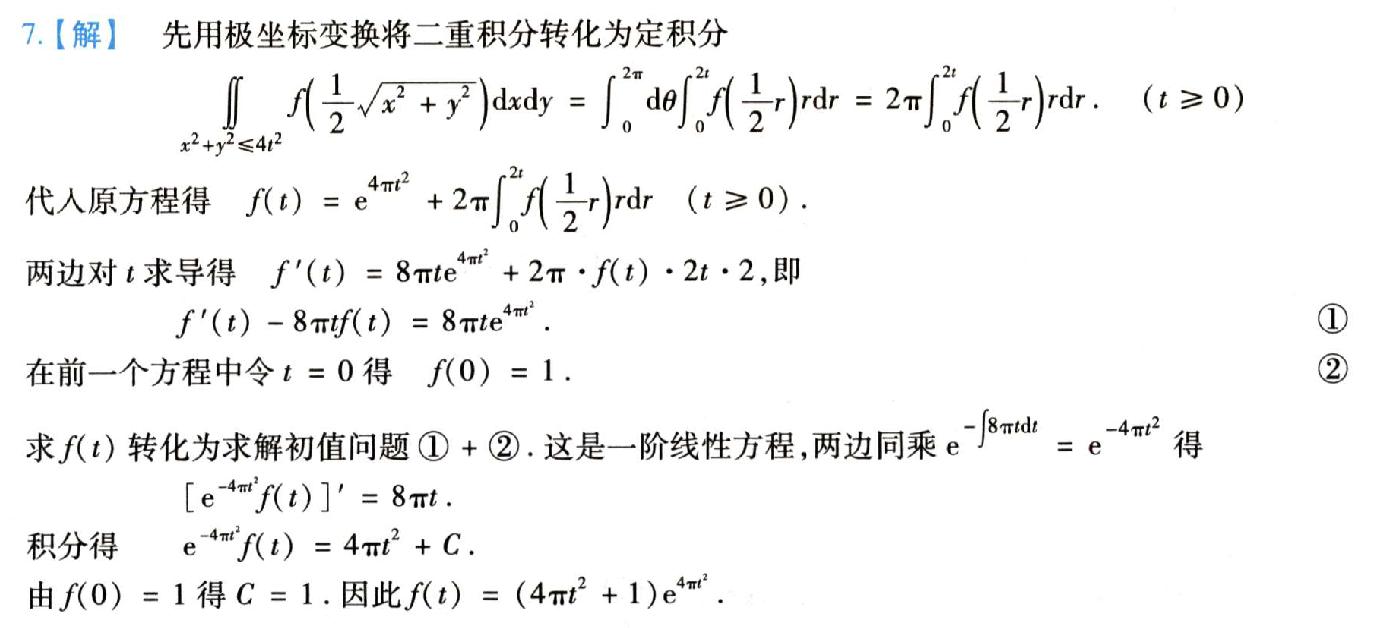 7.【解】 先用极坐标变换将二重积分转化为定积分
$\iint\limits_{x^2+y^2\leqslant 4t^2} f\left(\frac{1}{2}\sqrt{x^2+y^2}\right)\mathrm{d}x\mathrm{d}y = \int_0^{2\pi}\mathrm{d}\theta\int_0^{2t} f\left(\frac{1}{2}r\right)r\mathrm{d}r = 2\pi\int_0^{2t} f\left(\frac{1}{2}r\right)r\mathrm{d}r. \quad (t \geqslant 0)$
代入原方程得 $f(t) = \mathrm{e}^{4\pi t^2} + 2\pi\int_0^{2t} f\left(\frac{1}{2}r\right)r\mathrm{d}r \quad (t \geqslant 0).$
两边对 $t$ 求导得 $f'(t) = 8\pi t\mathrm{e}^{4\pi t^2} + 2\pi \cdot f(t) \cdot 2t \cdot 2$,即
$f'(t) - 8\pi tf(t) = 8\pi t\mathrm{e}^{4\pi t^2}.$ ①
在前一个方程中令 $t = 0$ 得 $f(0) = 1.$ ②
求 $f(t)$ 转化为求解初值问题① + ②. 这是一阶线性方程,两边同乘 $\mathrm{e}^{-\int 8\pi t\mathrm{d}t} = \mathrm{e}^{-4\pi t^2}$ 得
$[\mathrm{e}^{-4\pi t^2}f(t)]' = 8\pi t.$
积分得 $\mathrm{e}^{-4\pi t^2}f(t) = 4\pi t^2 + C.$
由 $f(0) = 1$ 得 $C = 1$. 因此 $f(t) = (4\pi t^2 + 1)\mathrm{e}^{4\pi t^2}.$